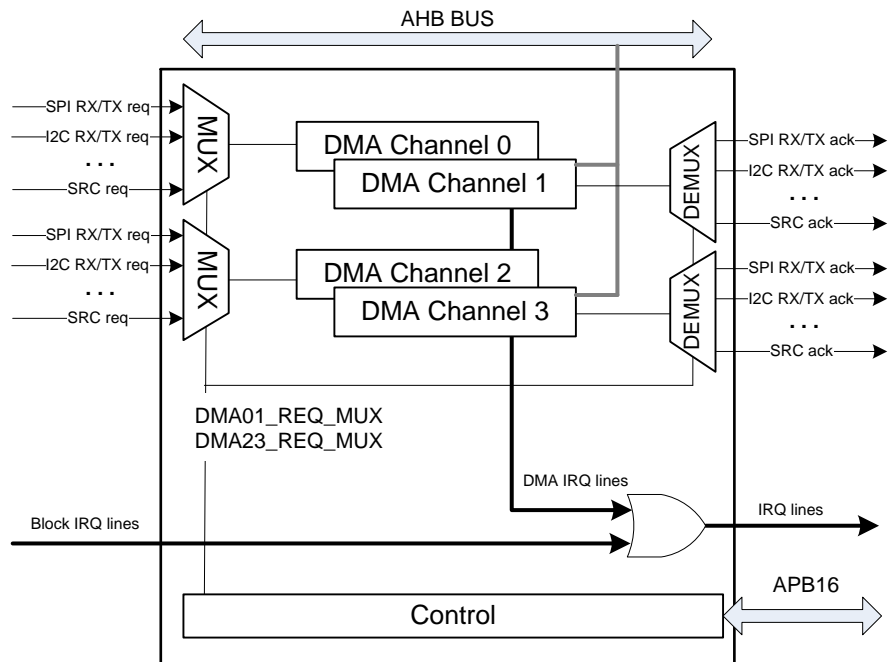 AHB BUS
SPI RX/TX req
I2C RX/TX req
. . .
SRC req
MUX
DMA Channel 0
DMA Channel 1
DEMUX
SPI RX/TX ack
I2C RX/TX ack
. . .
SRC ack
SPI RX/TX req
I2C RX/TX req
. . .
SRC req
MUX
DMA Channel 2
DMA Channel 3
DEMUX
SPI RX/TX ack
I2C RX/TX ack
. . .
SRC ack
DMA01_REQ_MUX
DMA23_REQ_MUX
DMA IRQ lines
Block IRQ lines
IRQ lines
Control
APB16